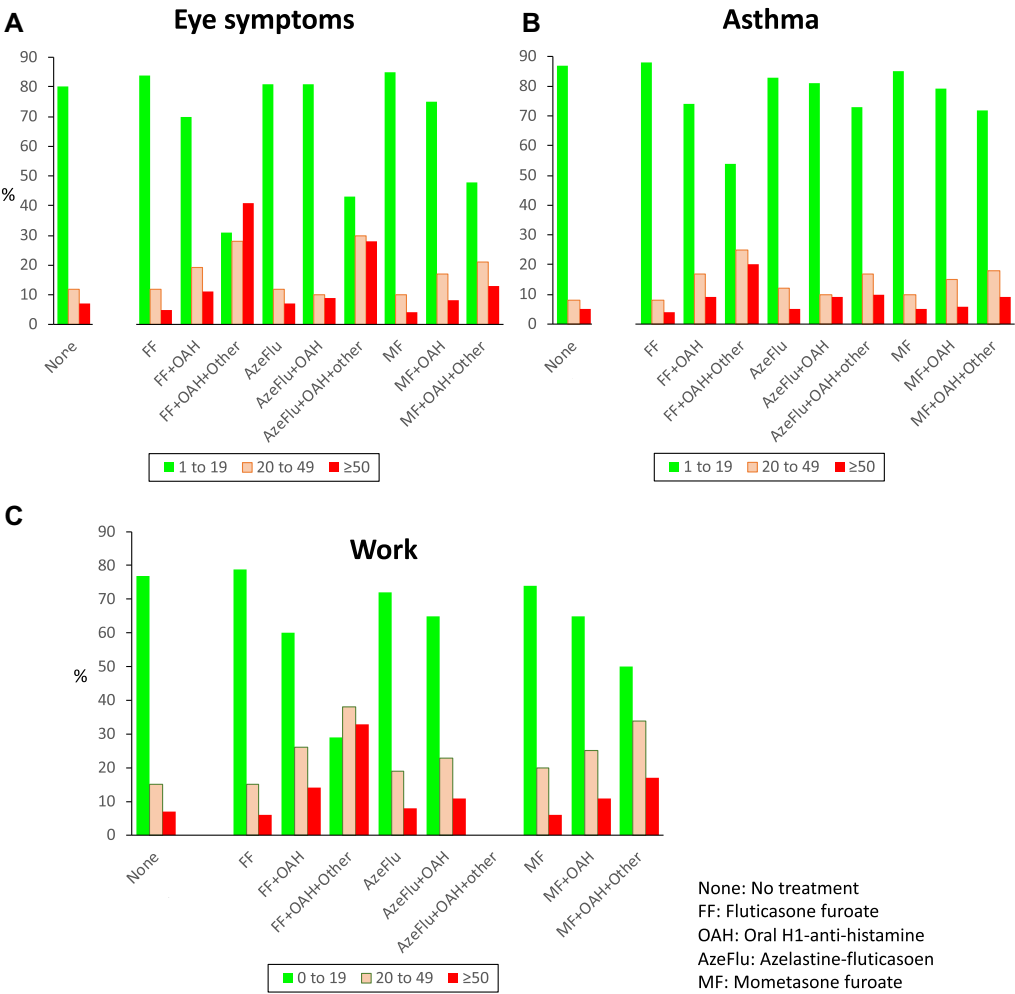 A
Eye symptoms
90
80
70
60
50
40
30
20
10
0
%
None
FF
FF+OAH
FF+OAH+Other
AzeFlu
AzeFlu+OAH
AzeFlu+OAH+other
MF
MF+OAH
MF+OAH+Other
1 to 19 20 to 49 ≥50
B
Asthma
90
80
70
60
50
40
30
20
10
0
None
FF
FF+OAH
FF+OAH+Other
AzeFlu
AzeFlu+OAH
AzeFlu+OAH+other
MF
MF+OAH
MF+OAH+Other
1 to 19 20 to 49 ≥50
C
Work
90
80
70
60
50
40
30
20
10
0
%
None
FF
FF+OAH
FF+OAH+Other
AzeFlu
AzeFlu+OAH
AzeFlu+OAH+other
MF
MF+OAH
MF+OAH+Other
0 to 19 20 to 49 ≥50
None: No treatment
FF: Fluticasone furoate
OAH: Oral H1-anti-histamine
AzeFlu: Azelastine-fluticasoen
MF: Mometasone furoate